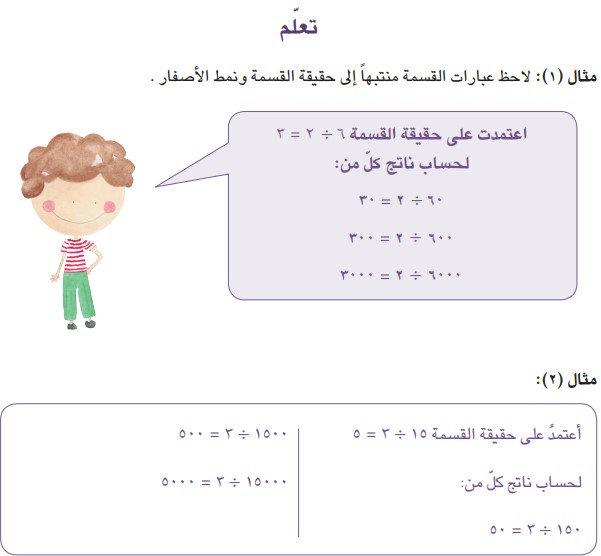 تعلّم
مثال (١): لاحظ عبارات القسمة منتبهاً إلى حقيقة القسمة ونمط الأصفار .
اعتمدت على حقيقة القسمة ٦ ÷ ٢ = ٣
لحساب ناتج كلّ من:
٦٠ ÷ ٢ = ٣٠
٦٠٠ ÷ ٢ = ٣٠٠
٦٠٠٠ ÷ ٢ = ٣٠٠٠
مثال (٢):
أعتمدُ على حقيقة القسمة ١٥ ÷ ٣ = ٥
لحساب ناتج كلّ من:
١٥٠ ÷ ٣ = ٥٠
١٥٠٠ ÷ ٣ = ٥٠٠
١٥٠٠٠ ÷ ٣ = ٥٠٠٠